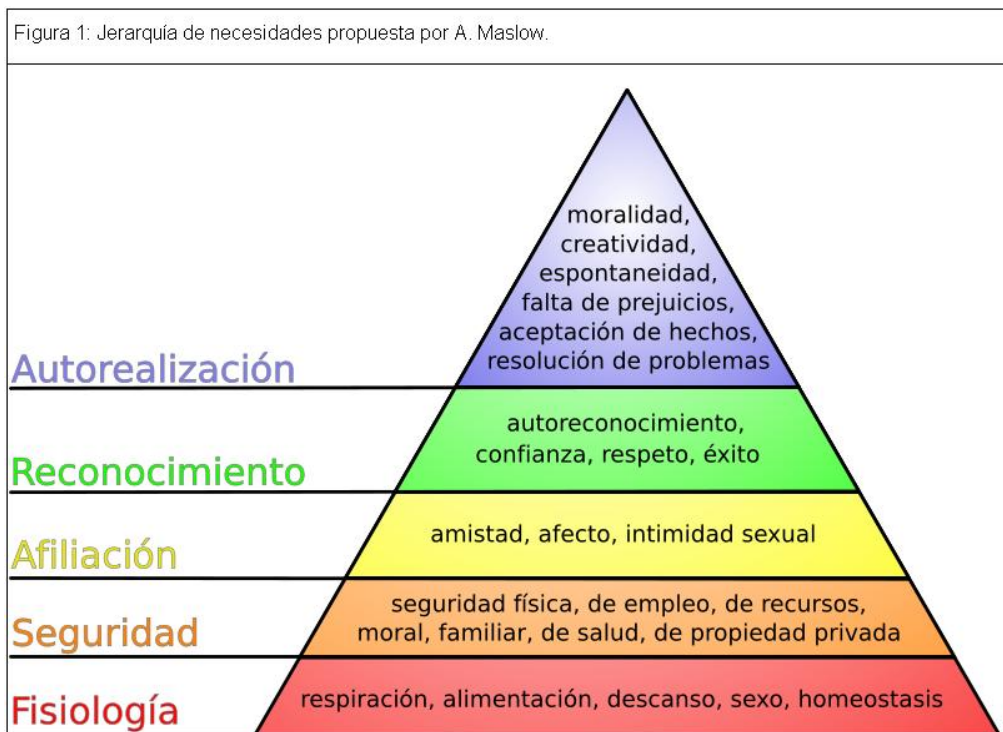 Figura 1: Jerarquía de necesidades propuesta por A. Maslow.
moralidad,
creatividad,
espontaneidad,
falta de prejuicios,
aceptación de hechos,
resolución de problemas
Autorealización
autoreconocimiento,
confianza, respeto, éxito
Reconocimiento
amistad, afecto, intimidad sexual
Afiliación
seguridad física, de empleo, de recursos,
moral, familiar, de salud, de propiedad privada
Seguridad
respiración, alimentación, descanso, sexo, homeostasis
Fisiología